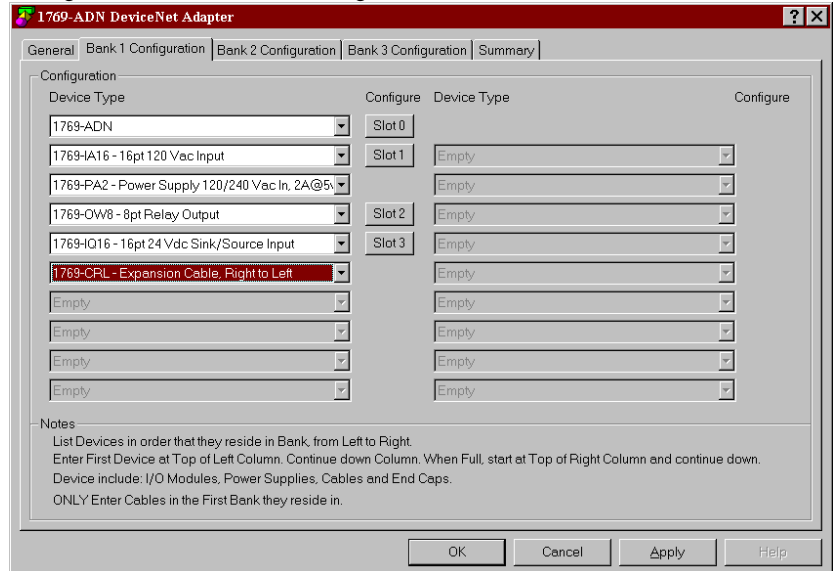 1769-ADN DeviceNet Adapter
General Bank 1 Configuration Bank 2 Configuration Bank 3 Configuration Summary
Configuration
Device Type Configure Device Type Configure
1769-ADN Slot 0
1769-IA16 - 16pt 120 Vac Input Slot 1 Empty
1769-PA2 - Power Supply 120/240 Vac In, 2A@5 Empty
1769-OW8 - 8pt Relay Output Slot 2 Empty
1769-IQ16 - 16pt 24 Vdc Sink/Source Input Slot 3 Empty
1769-CRL - Expansion Cable, Right to Left Empty
Empty Empty
Empty Empty
Empty Empty
Empty Empty
Notes
List Devices in order that they reside in Bank, from Left to Right.
Enter First Device at Top of Left Column. Continue down Column. When Full, start at Top of Right Column and continue down.
Device include: I/O Modules, Power Supplies, Cables and End Caps.
ONLY Enter Cables in the First Bank they reside in.
OK Cancel Apply Help